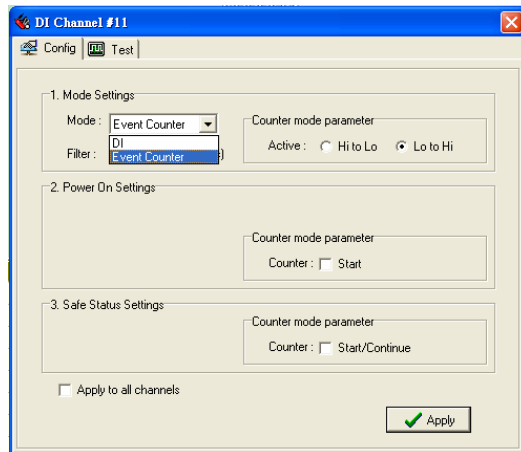 DI Channel #11
Config Test
1. Mode Settings
Mode : Event Counter
DI
Event Counter
Filter :
Counter mode parameter
Active : Hi to Lo Lo to Hi
2. Power On Settings
Counter mode parameter
Counter : Start
3. Safe Status Settings
Counter mode parameter
Counter : Start/Continue
Apply to all channels
Apply